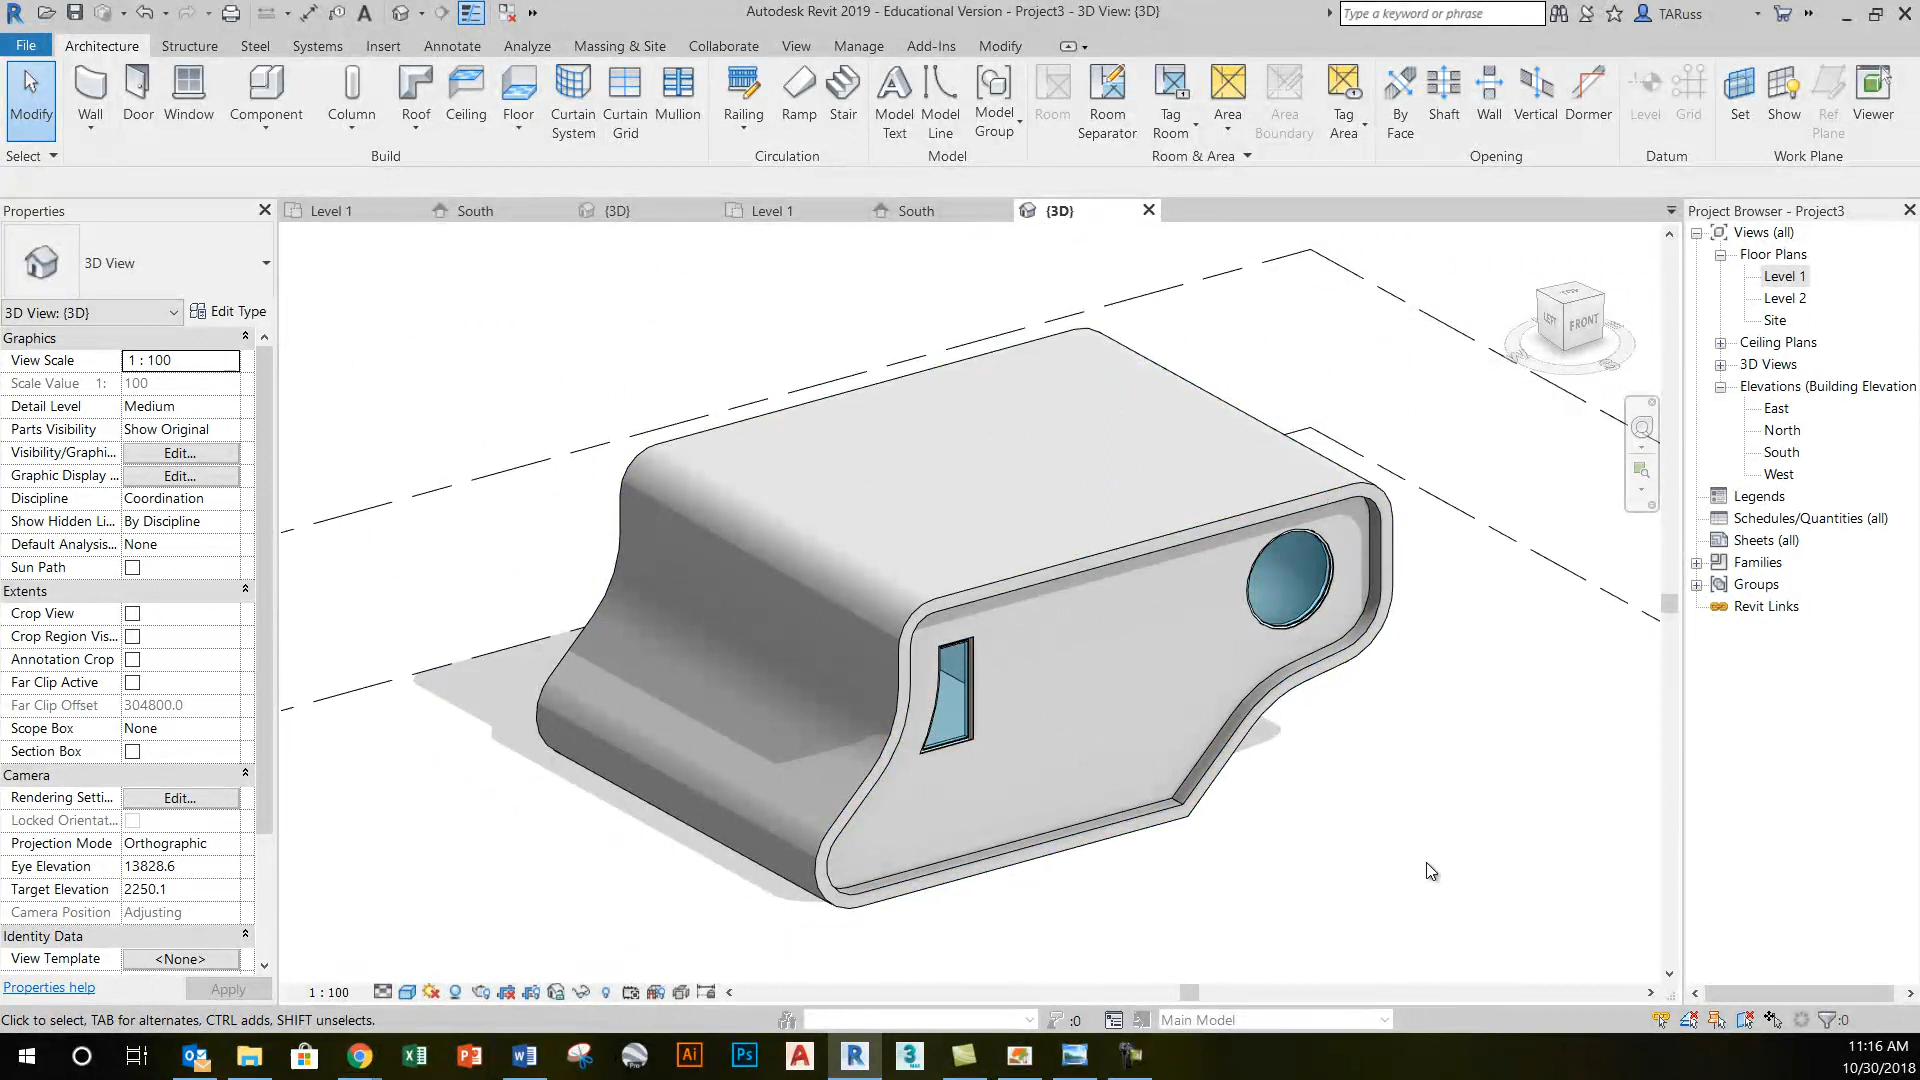 Autodesk Revit 2019 - Educational Version - Project3 - 3D View: {3D}
Type a keyword or phrase
TARuss
File Architecture Structure Steel Systems Insert Annotate Analyze Massing & Site Collaborate View Manage Add-Ins Modify
Modify Wall Door Window Component Column Roof Ceiling Floor Curtain System Curtain Grid Mullion Railing Ramp Stair Model Text Model Line Model Group Room Room Separator Tag Room Area Area Boundary Tag Area By Face Shaft Wall Vertical Dormer Level Grid Set Show Ref Plane Viewer
Select Build Circulation Model Room & Area Opening Datum Work Plane
Properties
Level 1 South {3D} Level 1 South {3D}
Project Browser - Project3
3D View
3D View: {3D} Edit Type
Graphics
View Scale 1 : 100
Scale Value 1: 100
Detail Level Medium
Parts Visibility Show Original
Visibility/Graphi... Edit...
Graphic Display ... Edit...
Discipline Coordination
Show Hidden Li... By Discipline
Default Analysis... None
Sun Path
Extents
Crop View
Crop Region Vis...
Annotation Crop
Far Clip Active
Far Clip Offset 304800.0
Scope Box None
Section Box
Camera
Rendering Setti... Edit...
Locked Orientat...
Projection Mode Orthographic
Eye Elevation 13828.6
Target Elevation 2250.1
Camera Position Adjusting
Identity Data
View Template <None>
Properties help Apply
TOP
LEFT FRONT
W S
Views (all)
Floor Plans
Level 1
Level 2
Site
Ceiling Plans
3D Views
Elevations (Building Elevation
East
North
South
West
Legends
Schedules/Quantities (all)
Sheets (all)
Families
Groups
Revit Links
1 : 100
Click to select, TAB for alternates, CTRL adds, SHIFT unselects.
:0
Main Model
:0
11:16 AM
10/30/2018